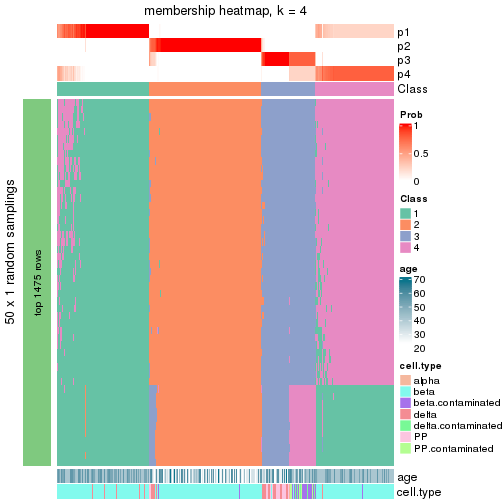 membership heatmap, k = 4
p1
p2
p3
p4
Class
50 x 1 random samplings
top 1475 rows
Prob
1
0.5
0
Class
1
2
3
4
age
70
60
50
40
30
20
cell.type
alpha
beta
beta.contaminated
delta
delta.contaminated
PP
PP.contaminated
age
cell.type